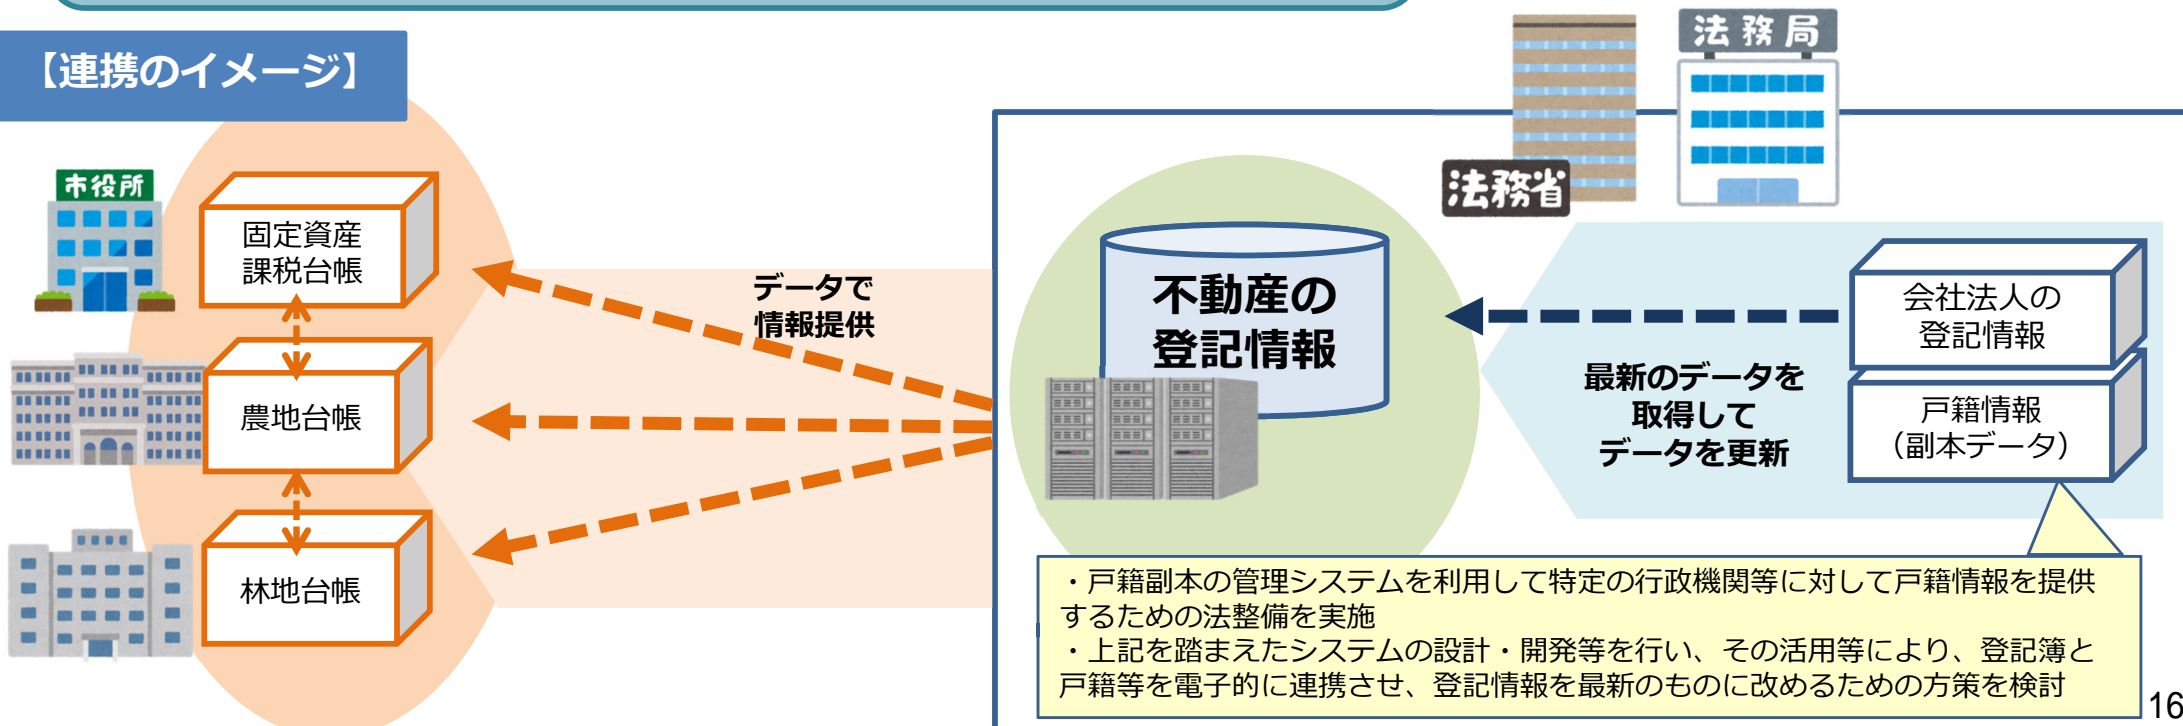 【連携のイメージ】
市役所
固定資産
課税台帳
農地台帳
林地台帳
データで
情報提供
法務省
法務局
不動産の
登記情報
最新のデータを
取得して
データを更新
会社法人の
登記情報
戸籍情報
（副本データ）
・戸籍副本の管理システムを利用して特定の行政機関等に対して戸籍情報を提供
するための法整備を実施
・上記を踏まえたシステムの設計・開発等を行い、その活用等により、登記簿と
戸籍等を電子的に連携させ、登記情報を最新のものに改めるための方策を検討
16